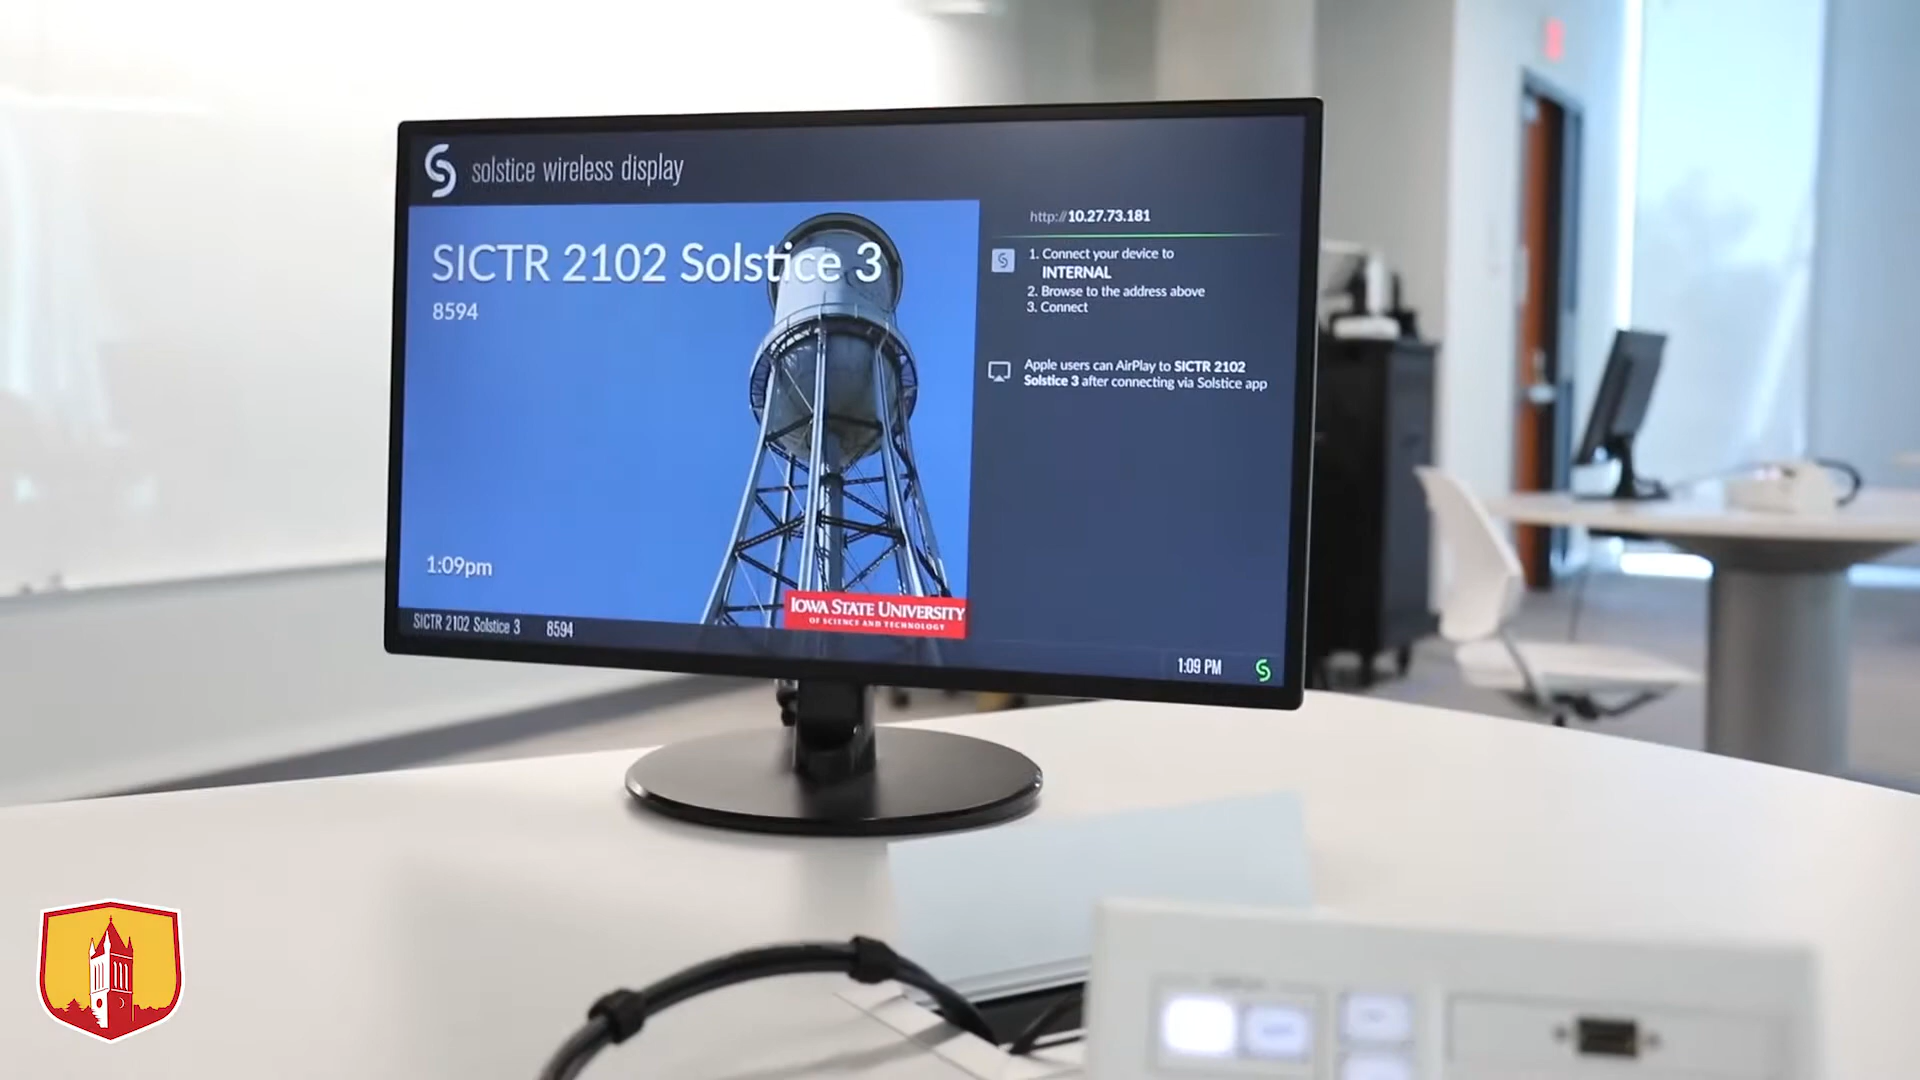 solstice wireless display
SICTR 2102 Solstice 3
8594
1:09pm
IOWA STATE UNIVERSITY
OF SCIENCE AND TECHNOLOGY
SICTR 2102 Solstice 3 8594
http://10.27.73.181
1. Connect your device to
INTERNAL
2. Browse to the address above
3. Connect
Apple users can AirPlay to SICTR 2102
Solstice 3 after connecting via Solstice app
1:09 PM